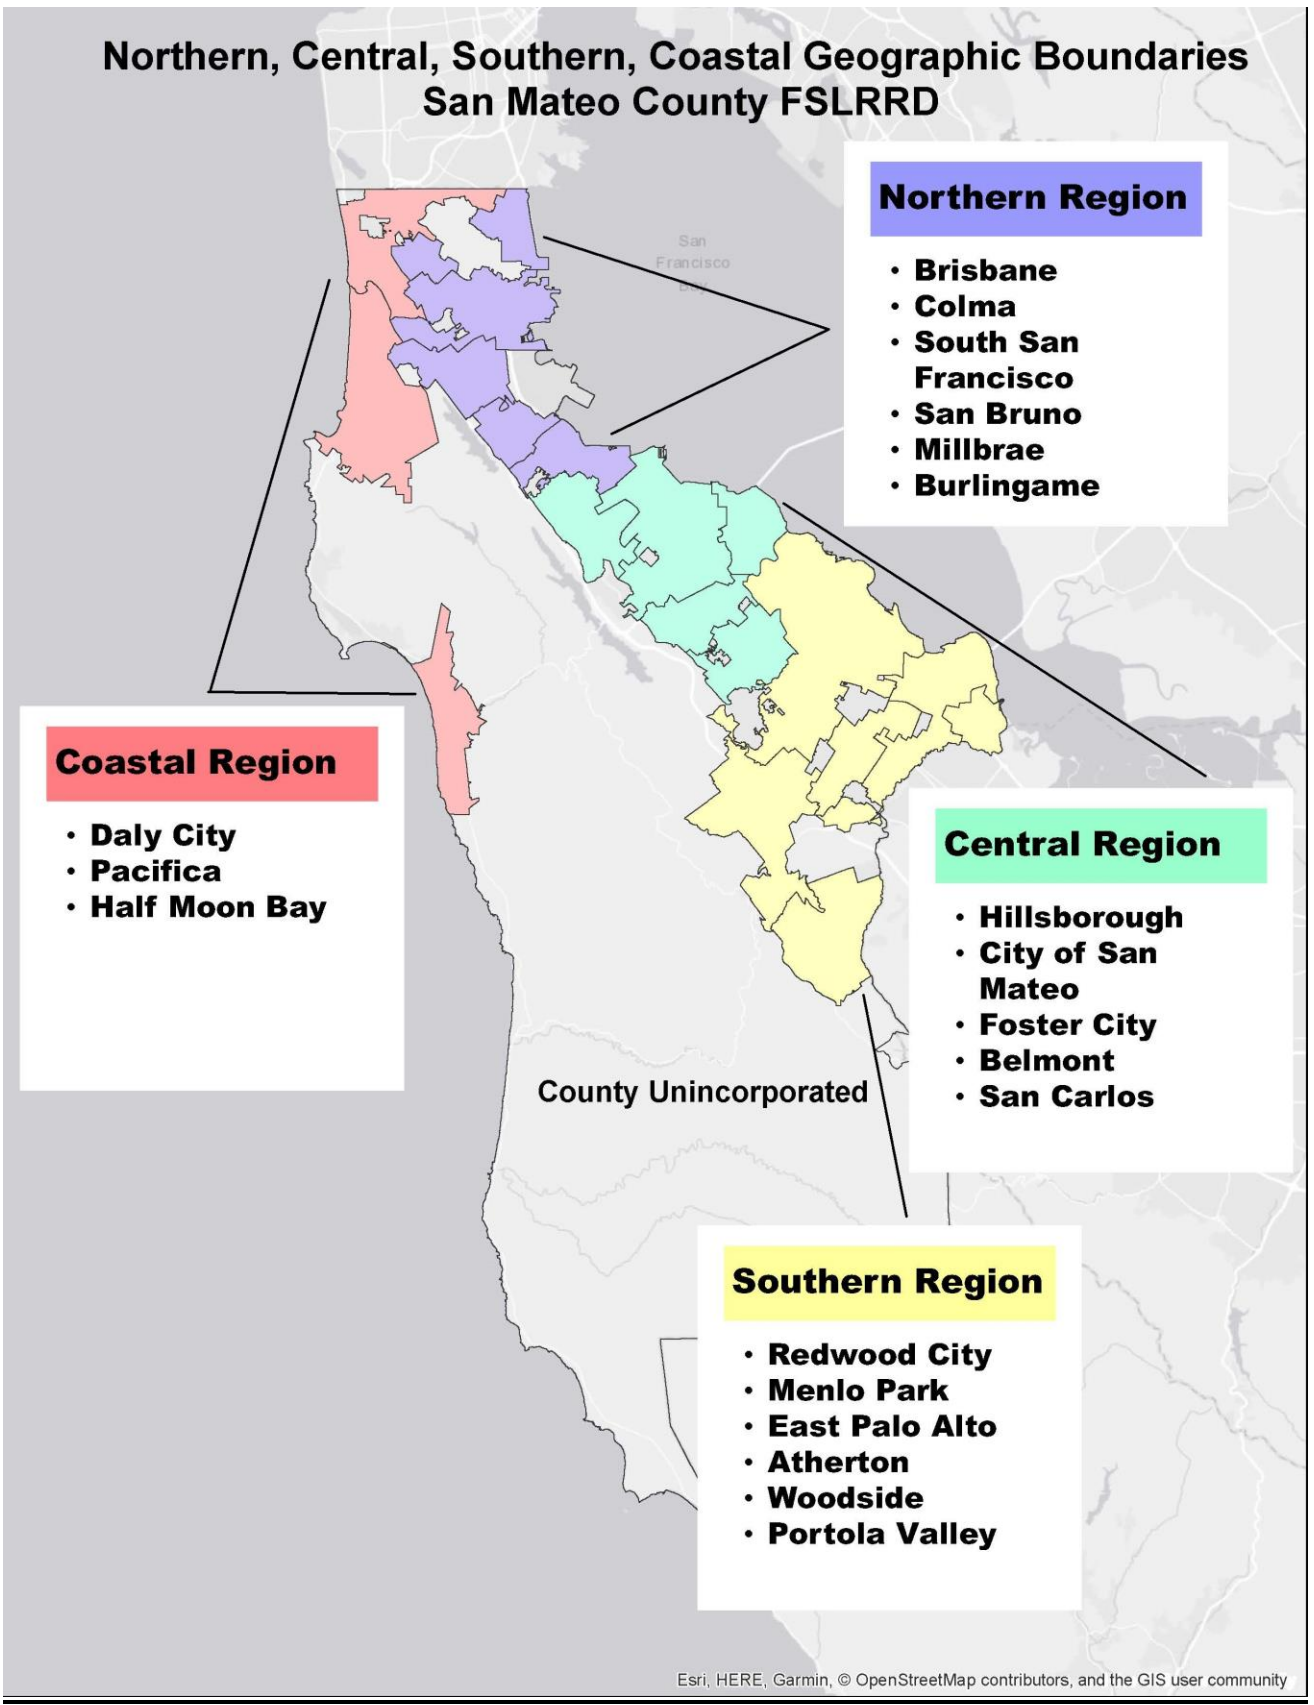 Northern, Central, Southern, Coastal Geographic Boundaries
San Mateo County FSLRRD
Northern Region
• Brisbane
• Colma
• South San
Francisco
• San Bruno
• Millbrae
• Burlingame
San
Francisco
Bay
Coastal Region
• Daly City
• Pacifica
• Half Moon Bay
Central Region
• Hillsborough
• City of San
Mateo
• Foster City
• Belmont
• San Carlos
County Unincorporated
Southern Region
• Redwood City
• Menlo Park
• East Palo Alto
• Atherton
• Woodside
• Portola Valley
Esri, HERE, Garmin, © OpenStreetMap contributors, and the GIS user community